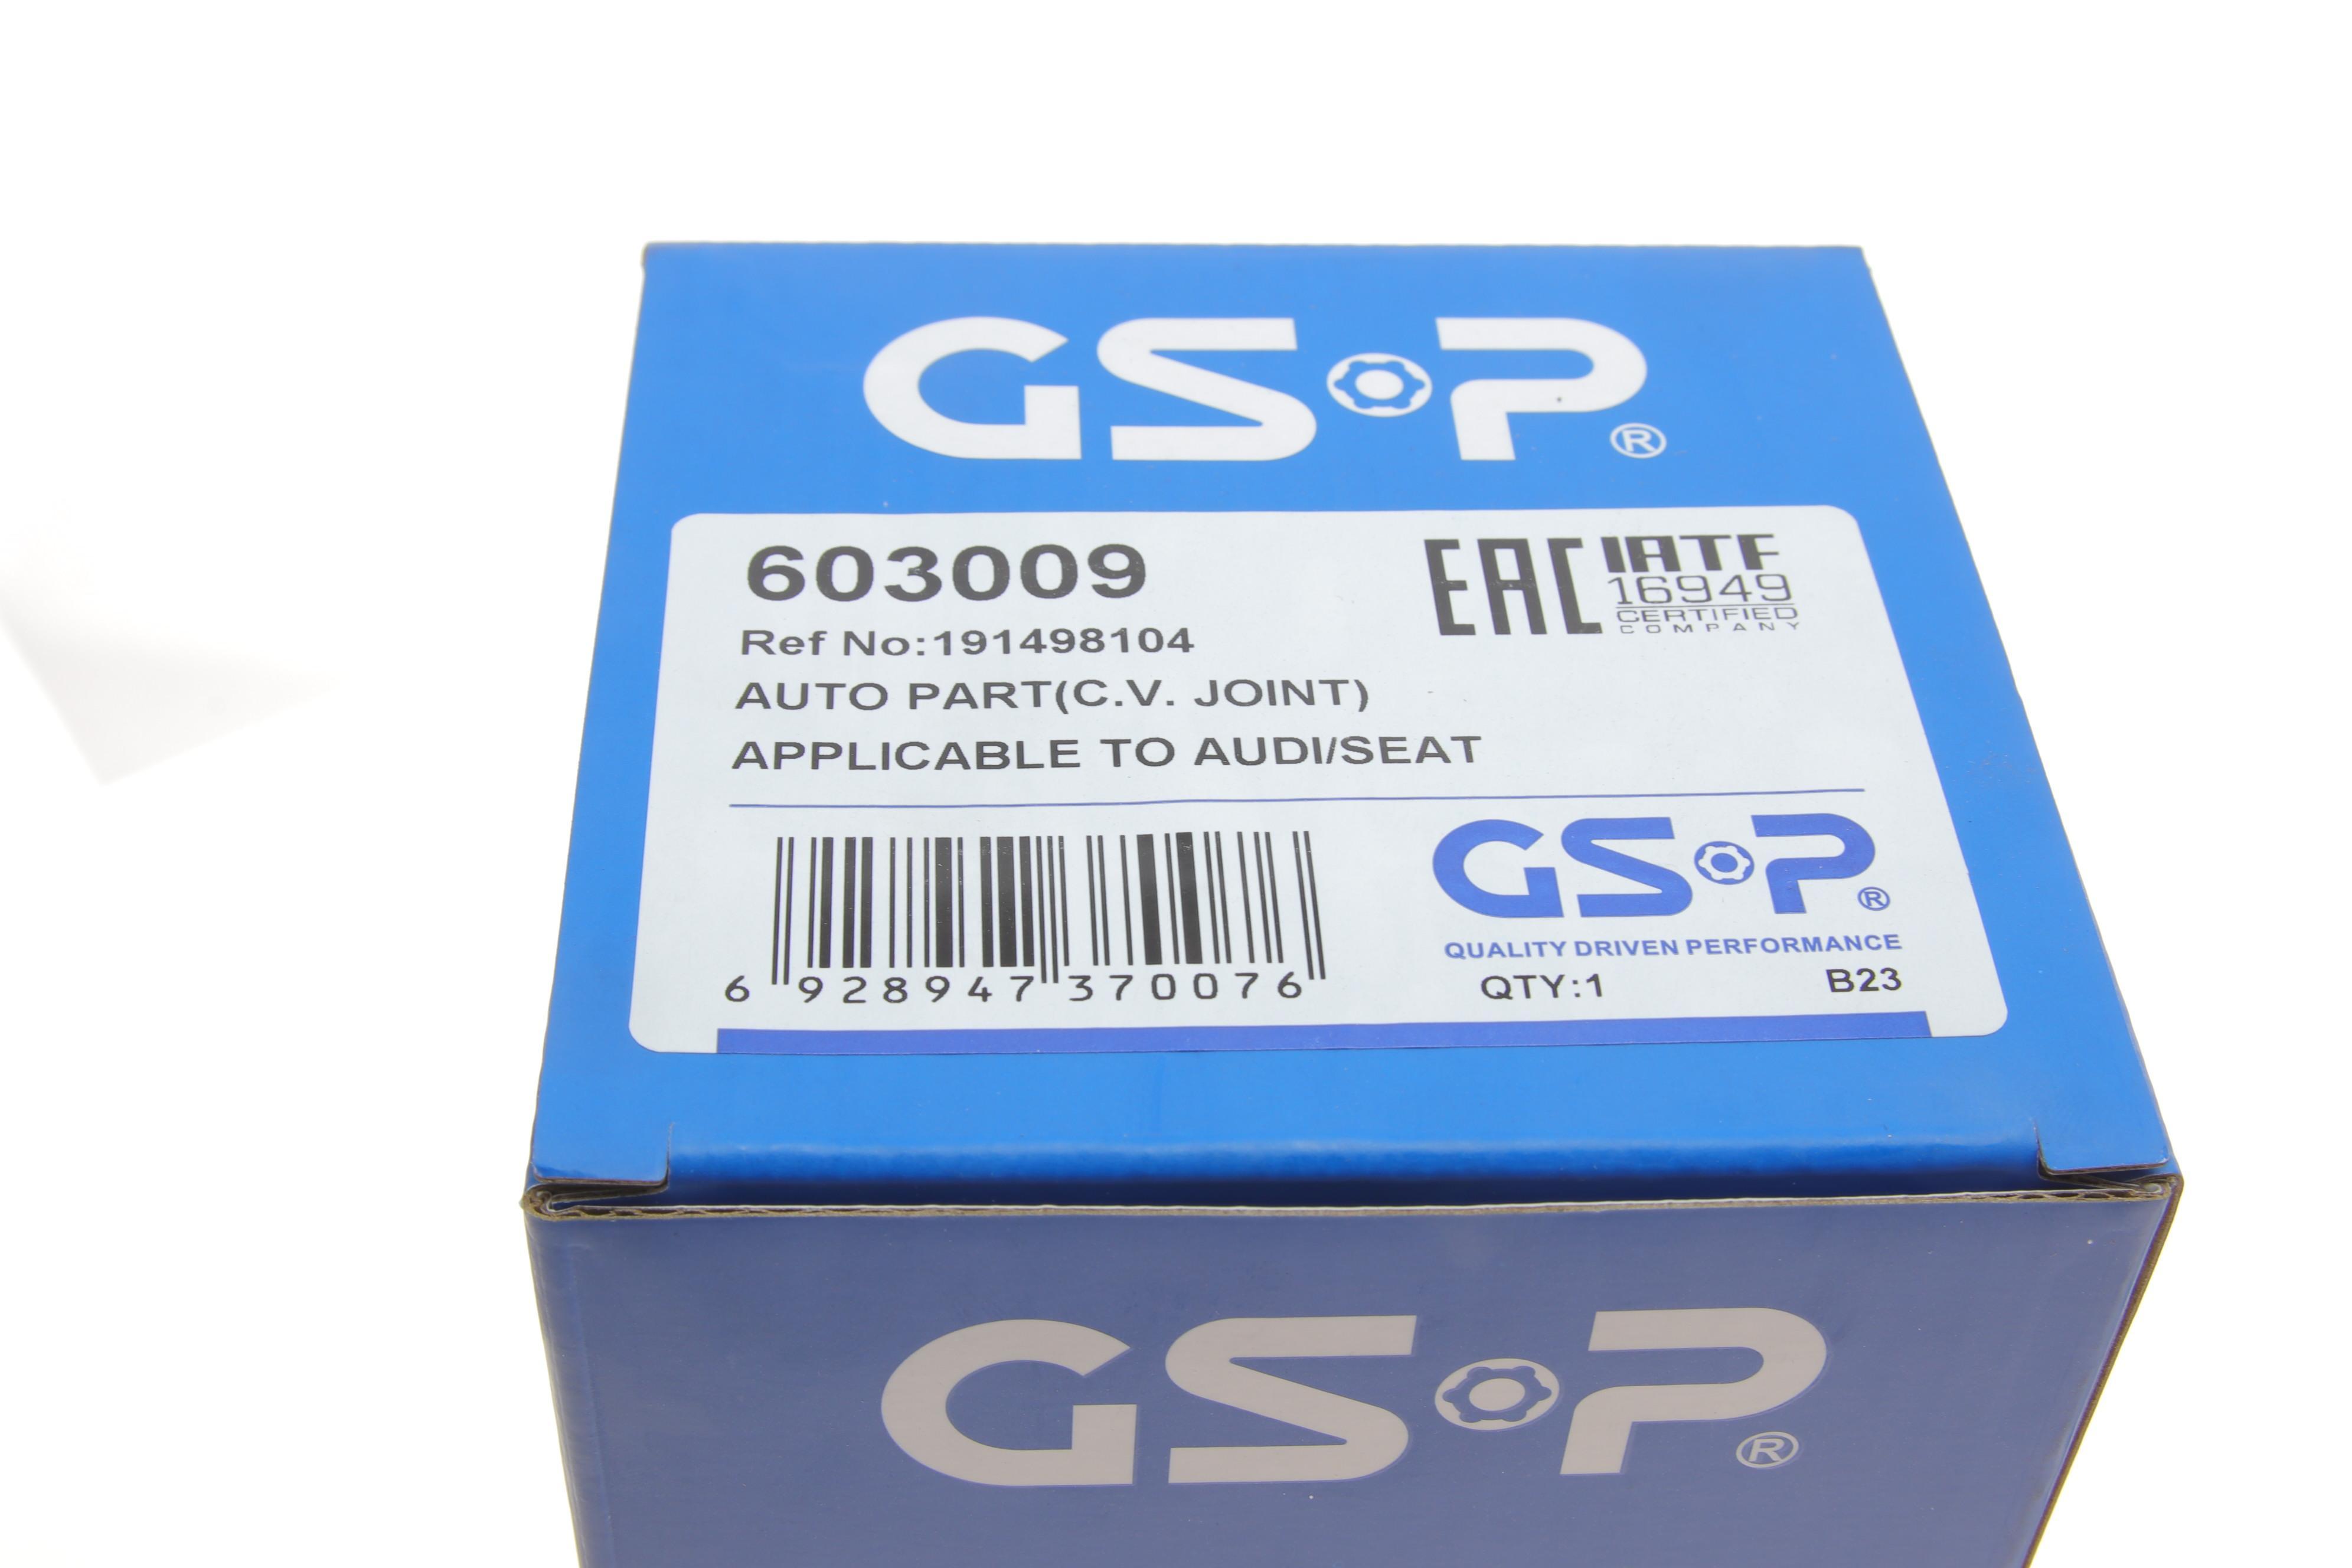 GSP®
603009
EAC
IATF
16949
CERTIFIED
COMPANY
Ref No:191498104
AUTO PART(C.V. JOINT)
APPLICABLE TO AUDI/SEAT
6 928947 370076
GSP®
QUALITY DRIVEN PERFORMANCE
QTY:1 B23
GSP®